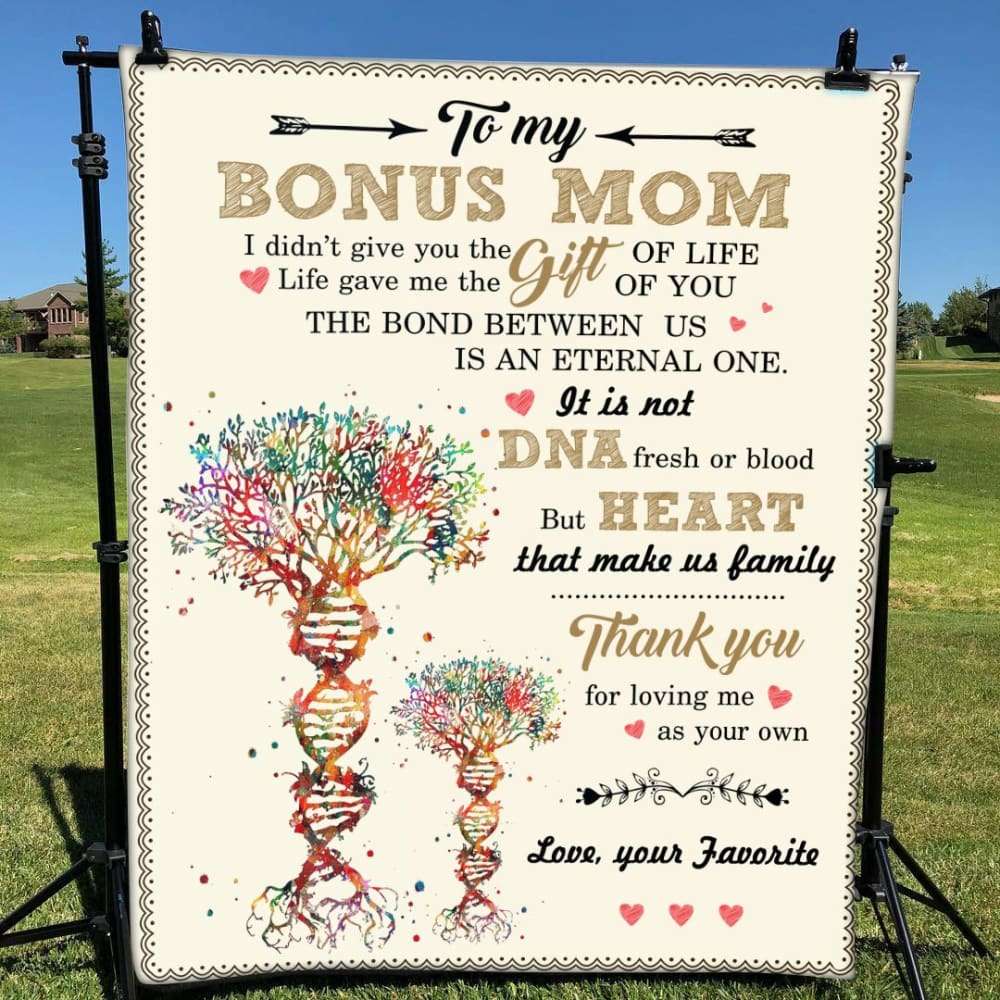 To my
BONUS MOM
I didn't give you the Gift OF LIFE
Life gave me the OF YOU
THE BOND BETWEEN US
IS AN ETERNAL ONE.
It is not
DNA fresh or blood
But HEART
that make us family
Thank you
for loving me
as your own
Love, your Favorite